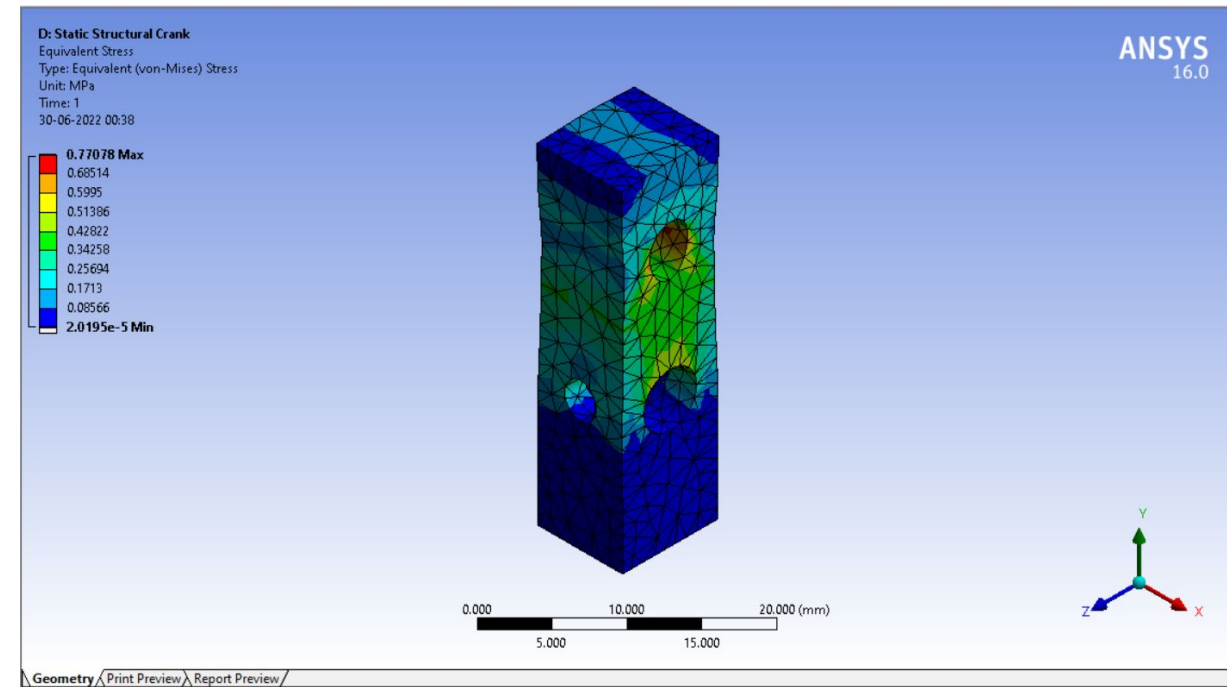 D: Static Structural Crank
Equivalent Stress
Type: Equivalent (von-Mises) Stress
Unit: MPa
Time: 1
30-06-2022 00:38
ANSYS
16.0
0.77078 Max
0.68514
0.5995
0.51386
0.42822
0.34258
0.25694
0.1713
0.08566
2.0195e-5 Min
0.000 10.000 20.000 (mm)
5.000 15.000
Y
Z X
Geometry Print Preview Report Preview